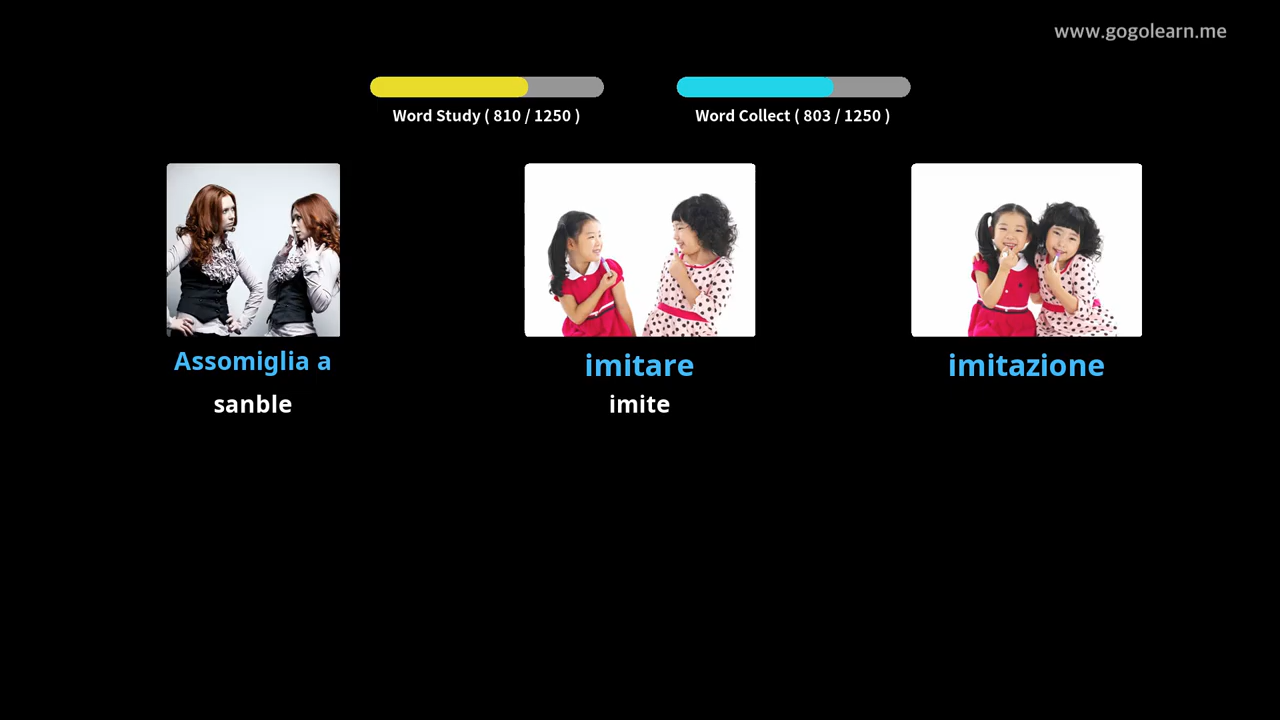 www.gogolearn.me
Word Study ( 810 / 1250 )
Word Collect ( 803 / 1250 )
Assomiglia a
imitare
imitazione
sanble
imite